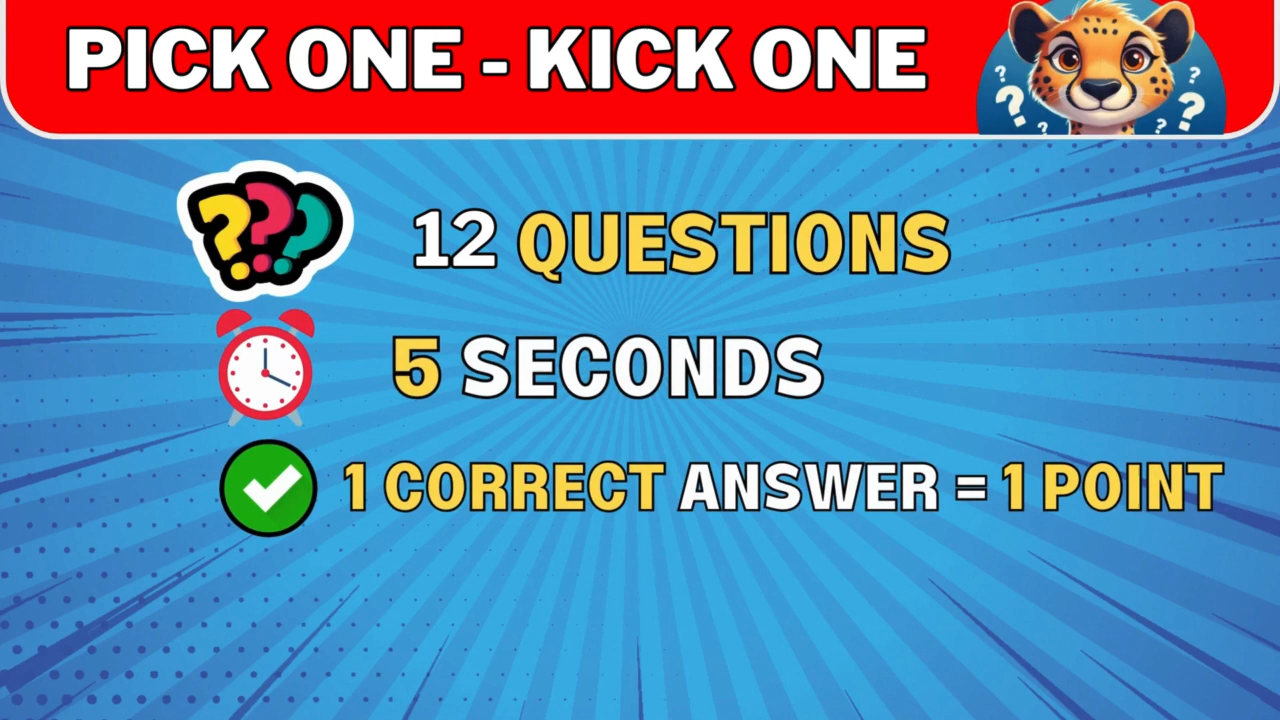 PICK ONE - KICK ONE
12 QUESTIONS
5 SECONDS
1 CORRECT ANSWER = 1 POINT